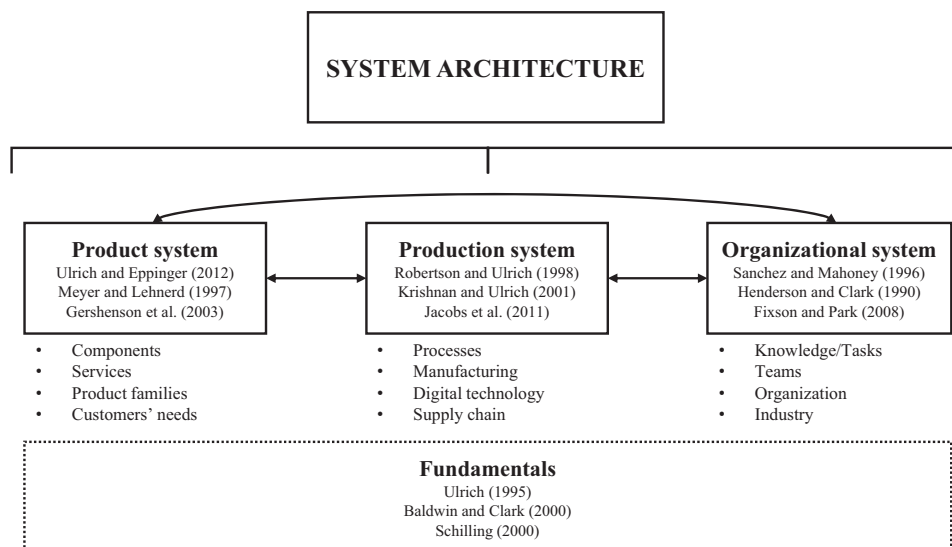 SYSTEM ARCHITECTURE
Product system
Ulrich and Eppinger (2012)
Meyer and Lehnerd (1997)
Gershenson et al. (2003)
• Components
• Services
• Product families
• Customers’ needs
Production system
Robertson and Ulrich (1998)
Krishnan and Ulrich (2001)
Jacobs et al. (2011)
• Processes
• Manufacturing
• Digital technology
• Supply chain
Organizational system
Sanchez and Mahoney (1996)
Henderson and Clark (1990)
Fixson and Park (2008)
• Knowledge/Tasks
• Teams
• Organization
• Industry
Fundamentals
Ulrich (1995)
Baldwin and Clark (2000)
Schilling (2000)